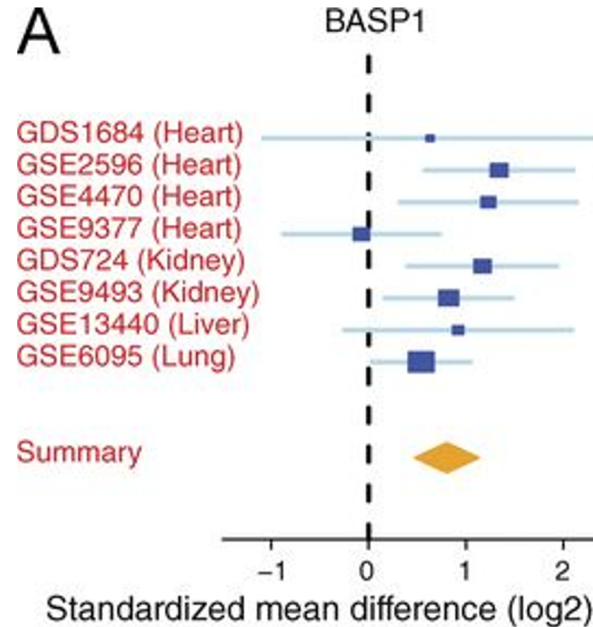 A
BASP1
GDS1684 (Heart)
GSE2596 (Heart)
GSE4470 (Heart)
GSE9377 (Heart)
GDS724 (Kidney)
GSE9493 (Kidney)
GSE13440 (Liver)
GSE6095 (Lung)
Summary
−1 0 1 2
Standardized mean difference (log2)